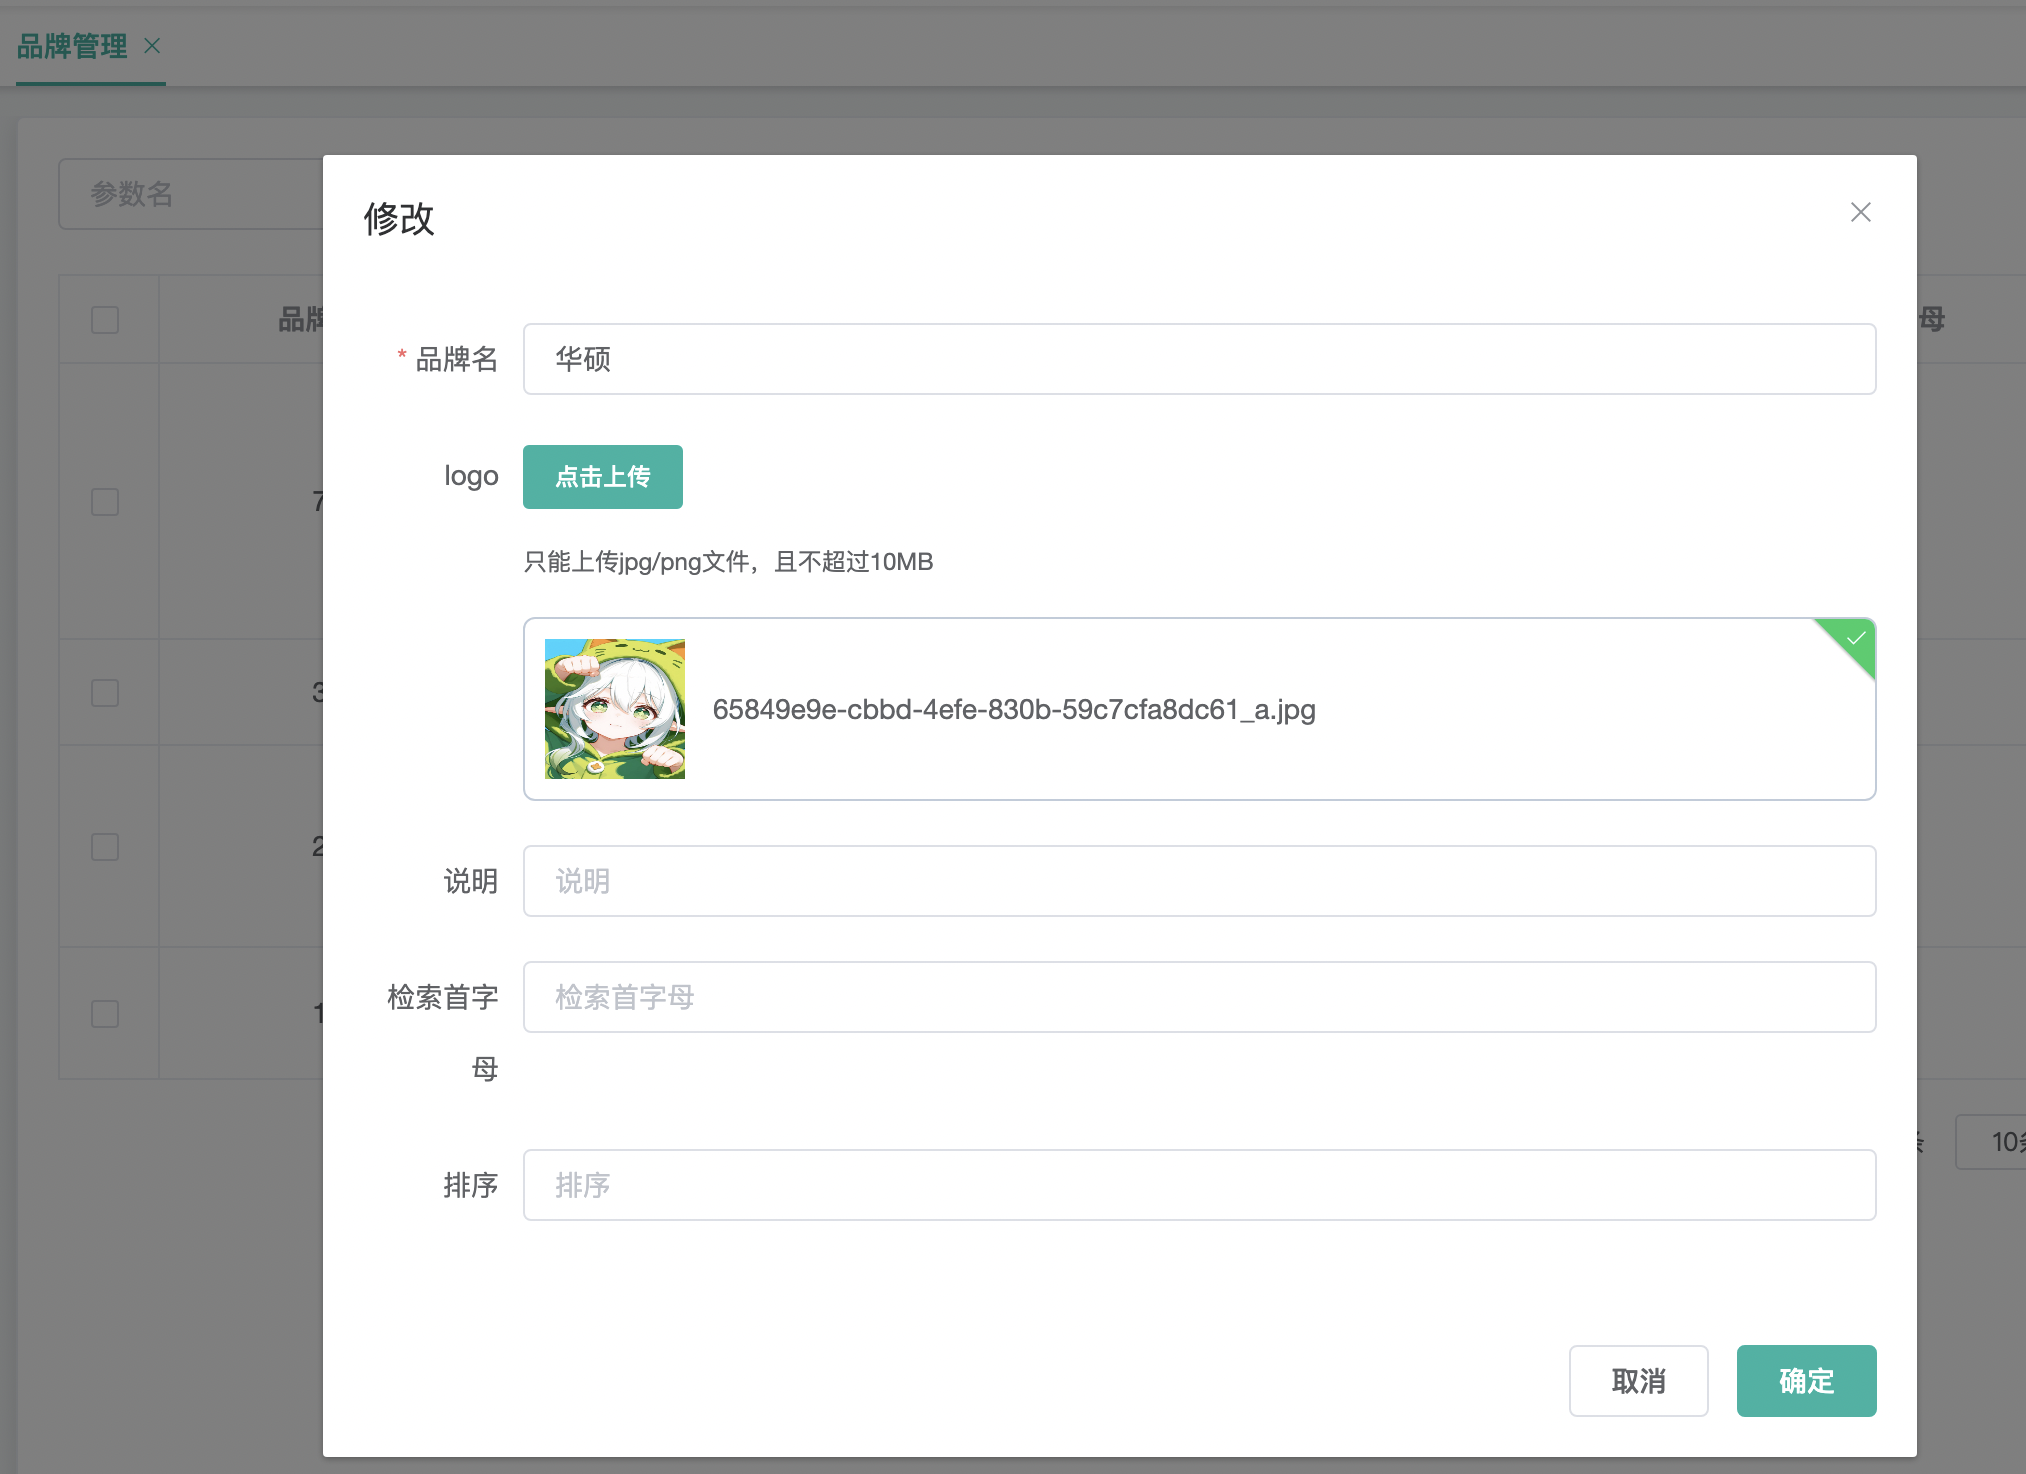 品牌管理
参数名
修改
品牌
母
* 品牌名
华硕
logo
点击上传
只能上传jpg/png文件，且不超过10MB
7
65849e9e-cbbd-4efe-830b-59c7cfa8dc61_a.jpg
3
说明
说明
2
检索首字母
检索首字
母
1
排序
排序
条
10条
取消
确定